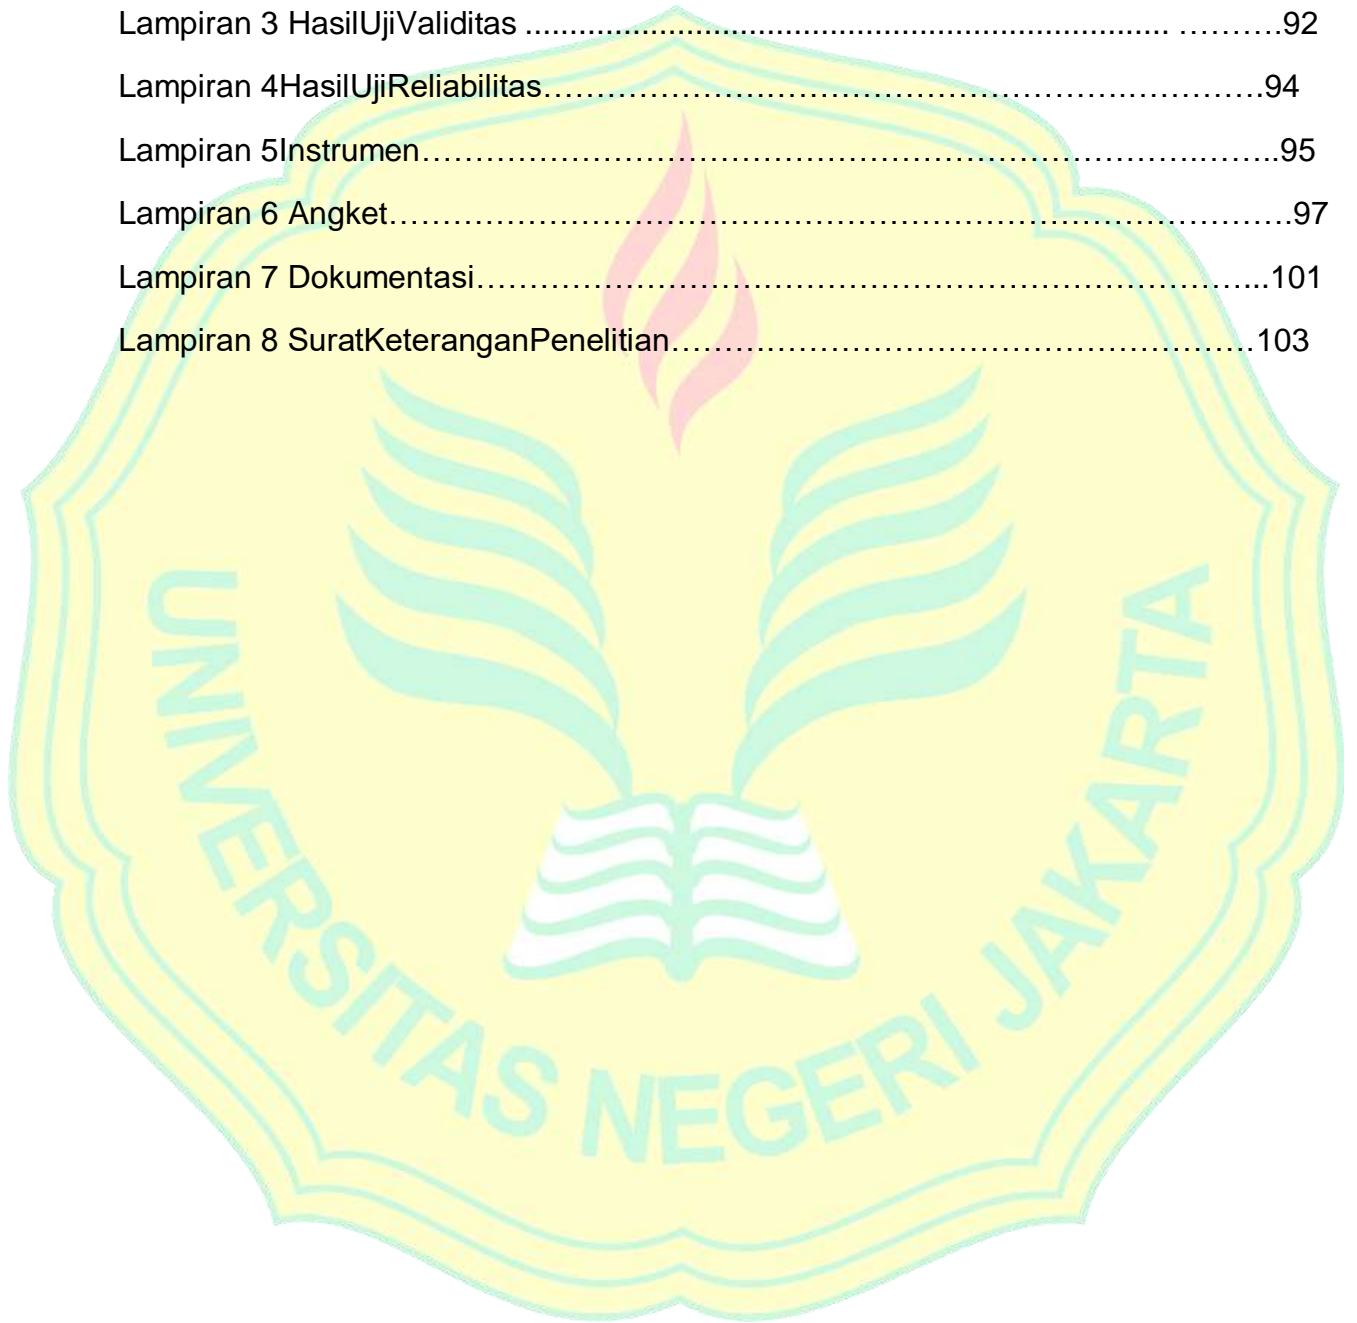 Lampiran 3 HasilUjiValiditas ........................................................................ ……….92
Lampiran 4HasilUjiReliabilitas……………………………………………………………….94
Lampiran 5Instrumen…………………………………………………………………………..95
Lampiran 6 Angket…………………………………………………………………………….97
Lampiran 7 Dokumentasi……………………………………………………………………...101
Lampiran 8 SuratKeteranganPenelitian……………………………………………………….103
UNIVERSITAS NEGERI JAKARTA